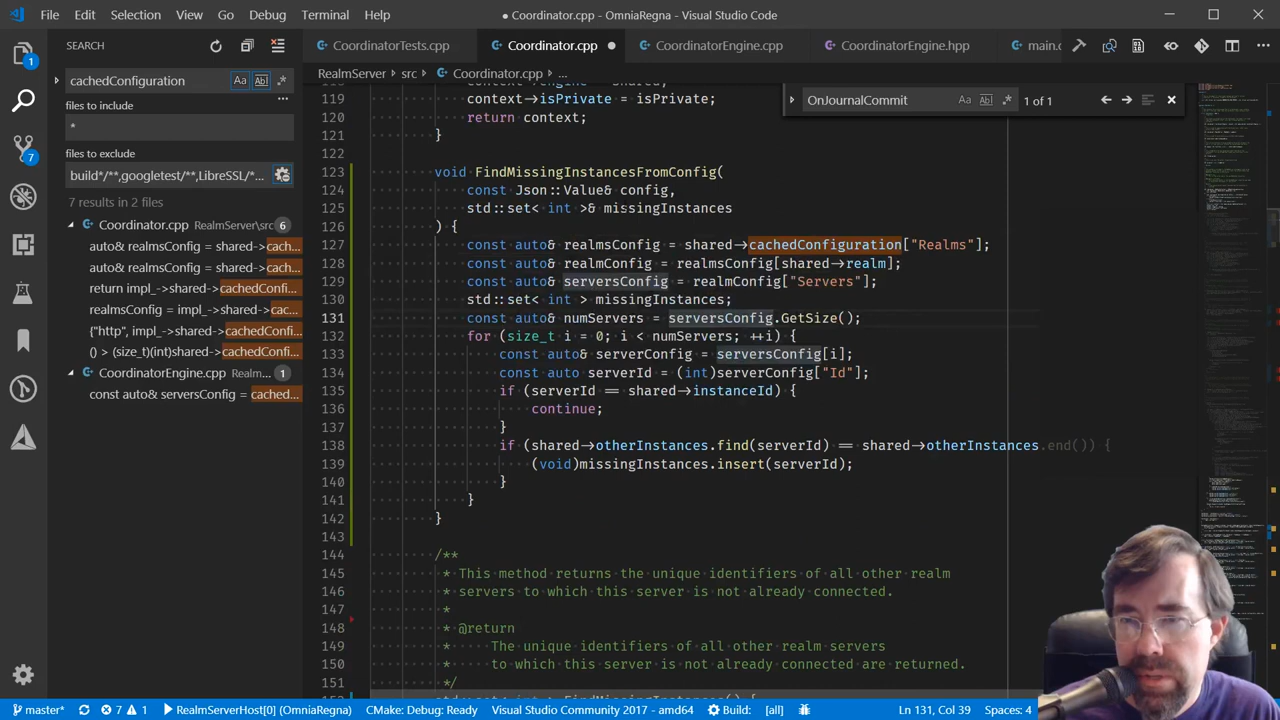 File Edit Selection View Go Debug Terminal Help
● Coordinator.cpp - OmniaRegna - Visual Studio Code
SEARCH
CoordinatorTests.cpp
Coordinator.cpp ●
CoordinatorEngine.cpp
CoordinatorEngine.hpp
main.c
cachedConfiguration
Aa Abl .*
files to include
*
files to exclude
build*/**,googletest/**,LibreSSL/*...
7 results in 2 files
Coordinator.cpp RealmServer\src 6
auto& realmsConfig = shared->cach...
auto& realmsConfig = shared->cach...
return impl_->shared->cachedConfi...
realmsConfig = impl_->shared->cac...
{"http", impl_->shared->cachedConfi...
() > (size_t)(int)shared->cachedConf...
CoordinatorEngine.cpp Realm... 1
const auto& serversConfig = cached...
RealmServer > src > Coordinator.cpp > ...
OnJournalCommit Aa Abl .* 1 of 1
119 context->isPrivate = isPrivate;
120 return context;
121 }
122
123 void FindMissingInstancesFromConfig(
124 const Json::Value& config,
125 std::set< int >& missingInstances
126 ) {
127 const auto& realmsConfig = shared->cachedConfiguration["Realms"];
128 const auto& realmConfig = realmsConfig[shared->realm];
129 const auto& serversConfig = realmConfig["Servers"];
130 std::set< int > missingInstances;
131 const auto& numServers = serversConfig.GetSize();
132 for (size_t i = 0; i < numServers; ++i) {
133 const auto& serverConfig = serversConfig[i];
134 const auto serverId = (int)serverConfig["Id"];
135 if (serverId == shared->instanceId) {
136 continue;
137 }
138 if (shared->otherInstances.find(serverId) == shared->otherInstances.end()) {
139 (void)missingInstances.insert(serverId);
140 }
141 }
142 }
143
144 /**
145 * This method returns the unique identifiers of all other realm
146 * servers to which this server is not already connected.
147 *
148 * @return
149 * The unique identifiers of all other realm servers
150 * to which this server is not already connected are returned.
151 */
1
7
master* 7 1 RealmServerHost[0] (OmniaRegna) CMake: Debug: Ready Visual Studio Community 2017 - amd64 Build: [all] Ln 131, Col 39 Spaces: 4